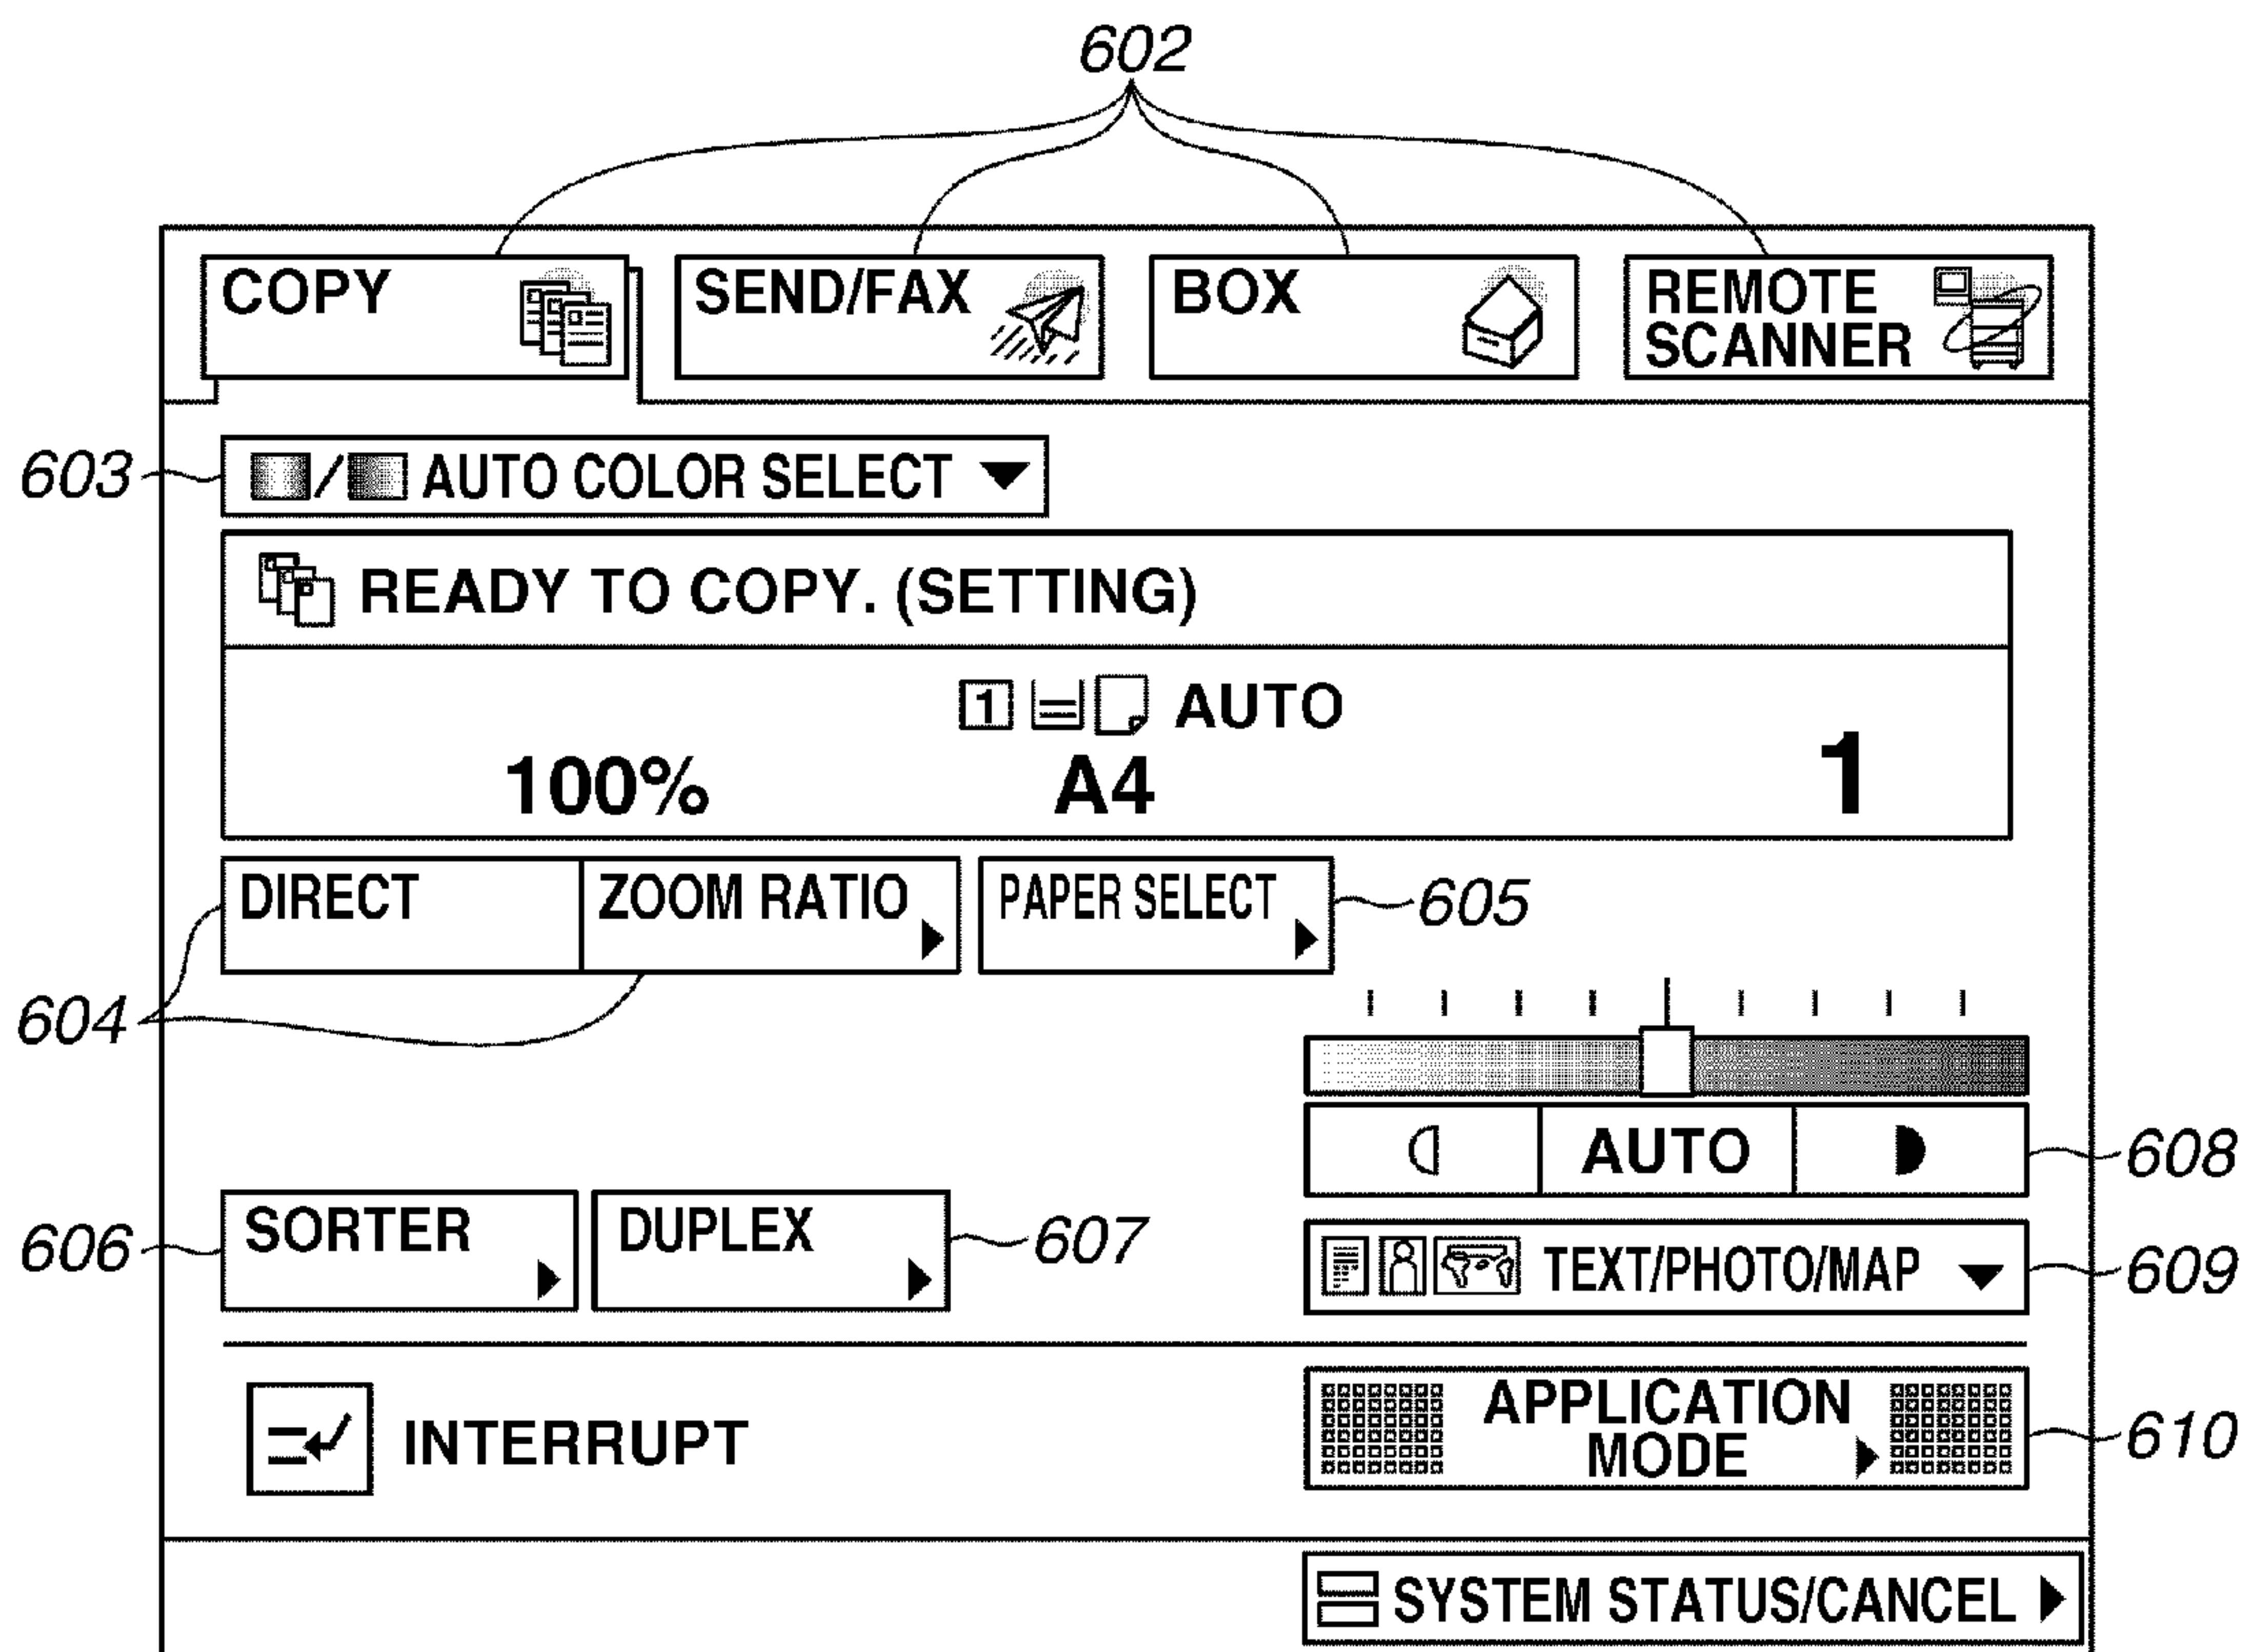 602
COPY
SEND/FAX
BOX
REMOTE
SCANNER
603
AUTO COLOR SELECT
READY TO COPY. (SETTING)
1
AUTO
100%
A4
1
DIRECT
ZOOM RATIO
PAPER SELECT
605
604
AUTO
608
606
SORTER
DUPLEX
607
TEXT/PHOTO/MAP
609
INTERRUPT
APPLICATION
MODE
610
SYSTEM STATUS/CANCEL